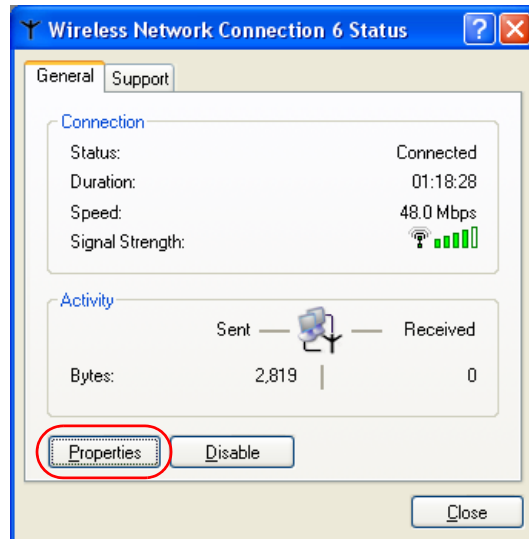 Wireless Network Connection 6 Status
General Support
Connection
Status: Connected
Duration: 01:18:28
Speed: 48.0 Mbps
Signal Strength:
Activity
Sent Received
Bytes: 2,819 0
Properties Disable
Close